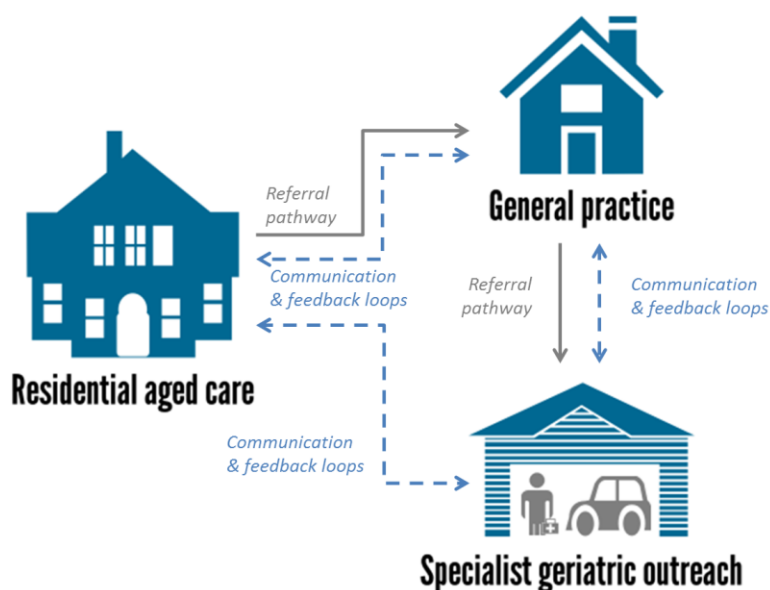 General practice
Referral
pathway
Communication
& feedback loops
Referral
pathway
Communication
& feedback loops
Residential aged care
Communication
& feedback loops
Specialist geriatric outreach